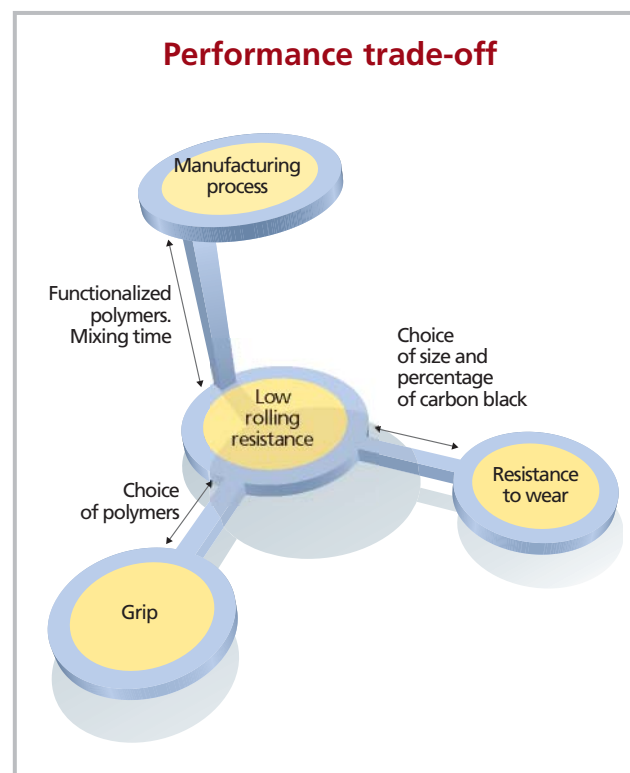 Performance trade-off
Manufacturing
process
Functionalized
polymers.
Mixing time
Choice
of size and
percentage
of carbon black
Low
rolling
resistance
Resistance
to wear
Choice
of polymers
Grip